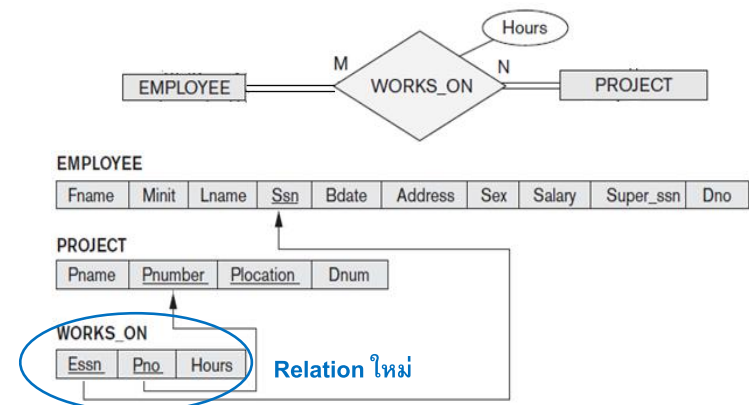 Hours
M
N
EMPLOYEE
WORKS_ON
PROJECT
EMPLOYEE
Fname Minit Lname Ssn Bdate Address Sex Salary Super_ssn Dno
PROJECT
Pname Pnumber Plocation Dnum
WORKS_ON
Essn Pno Hours
Relation ใหม่